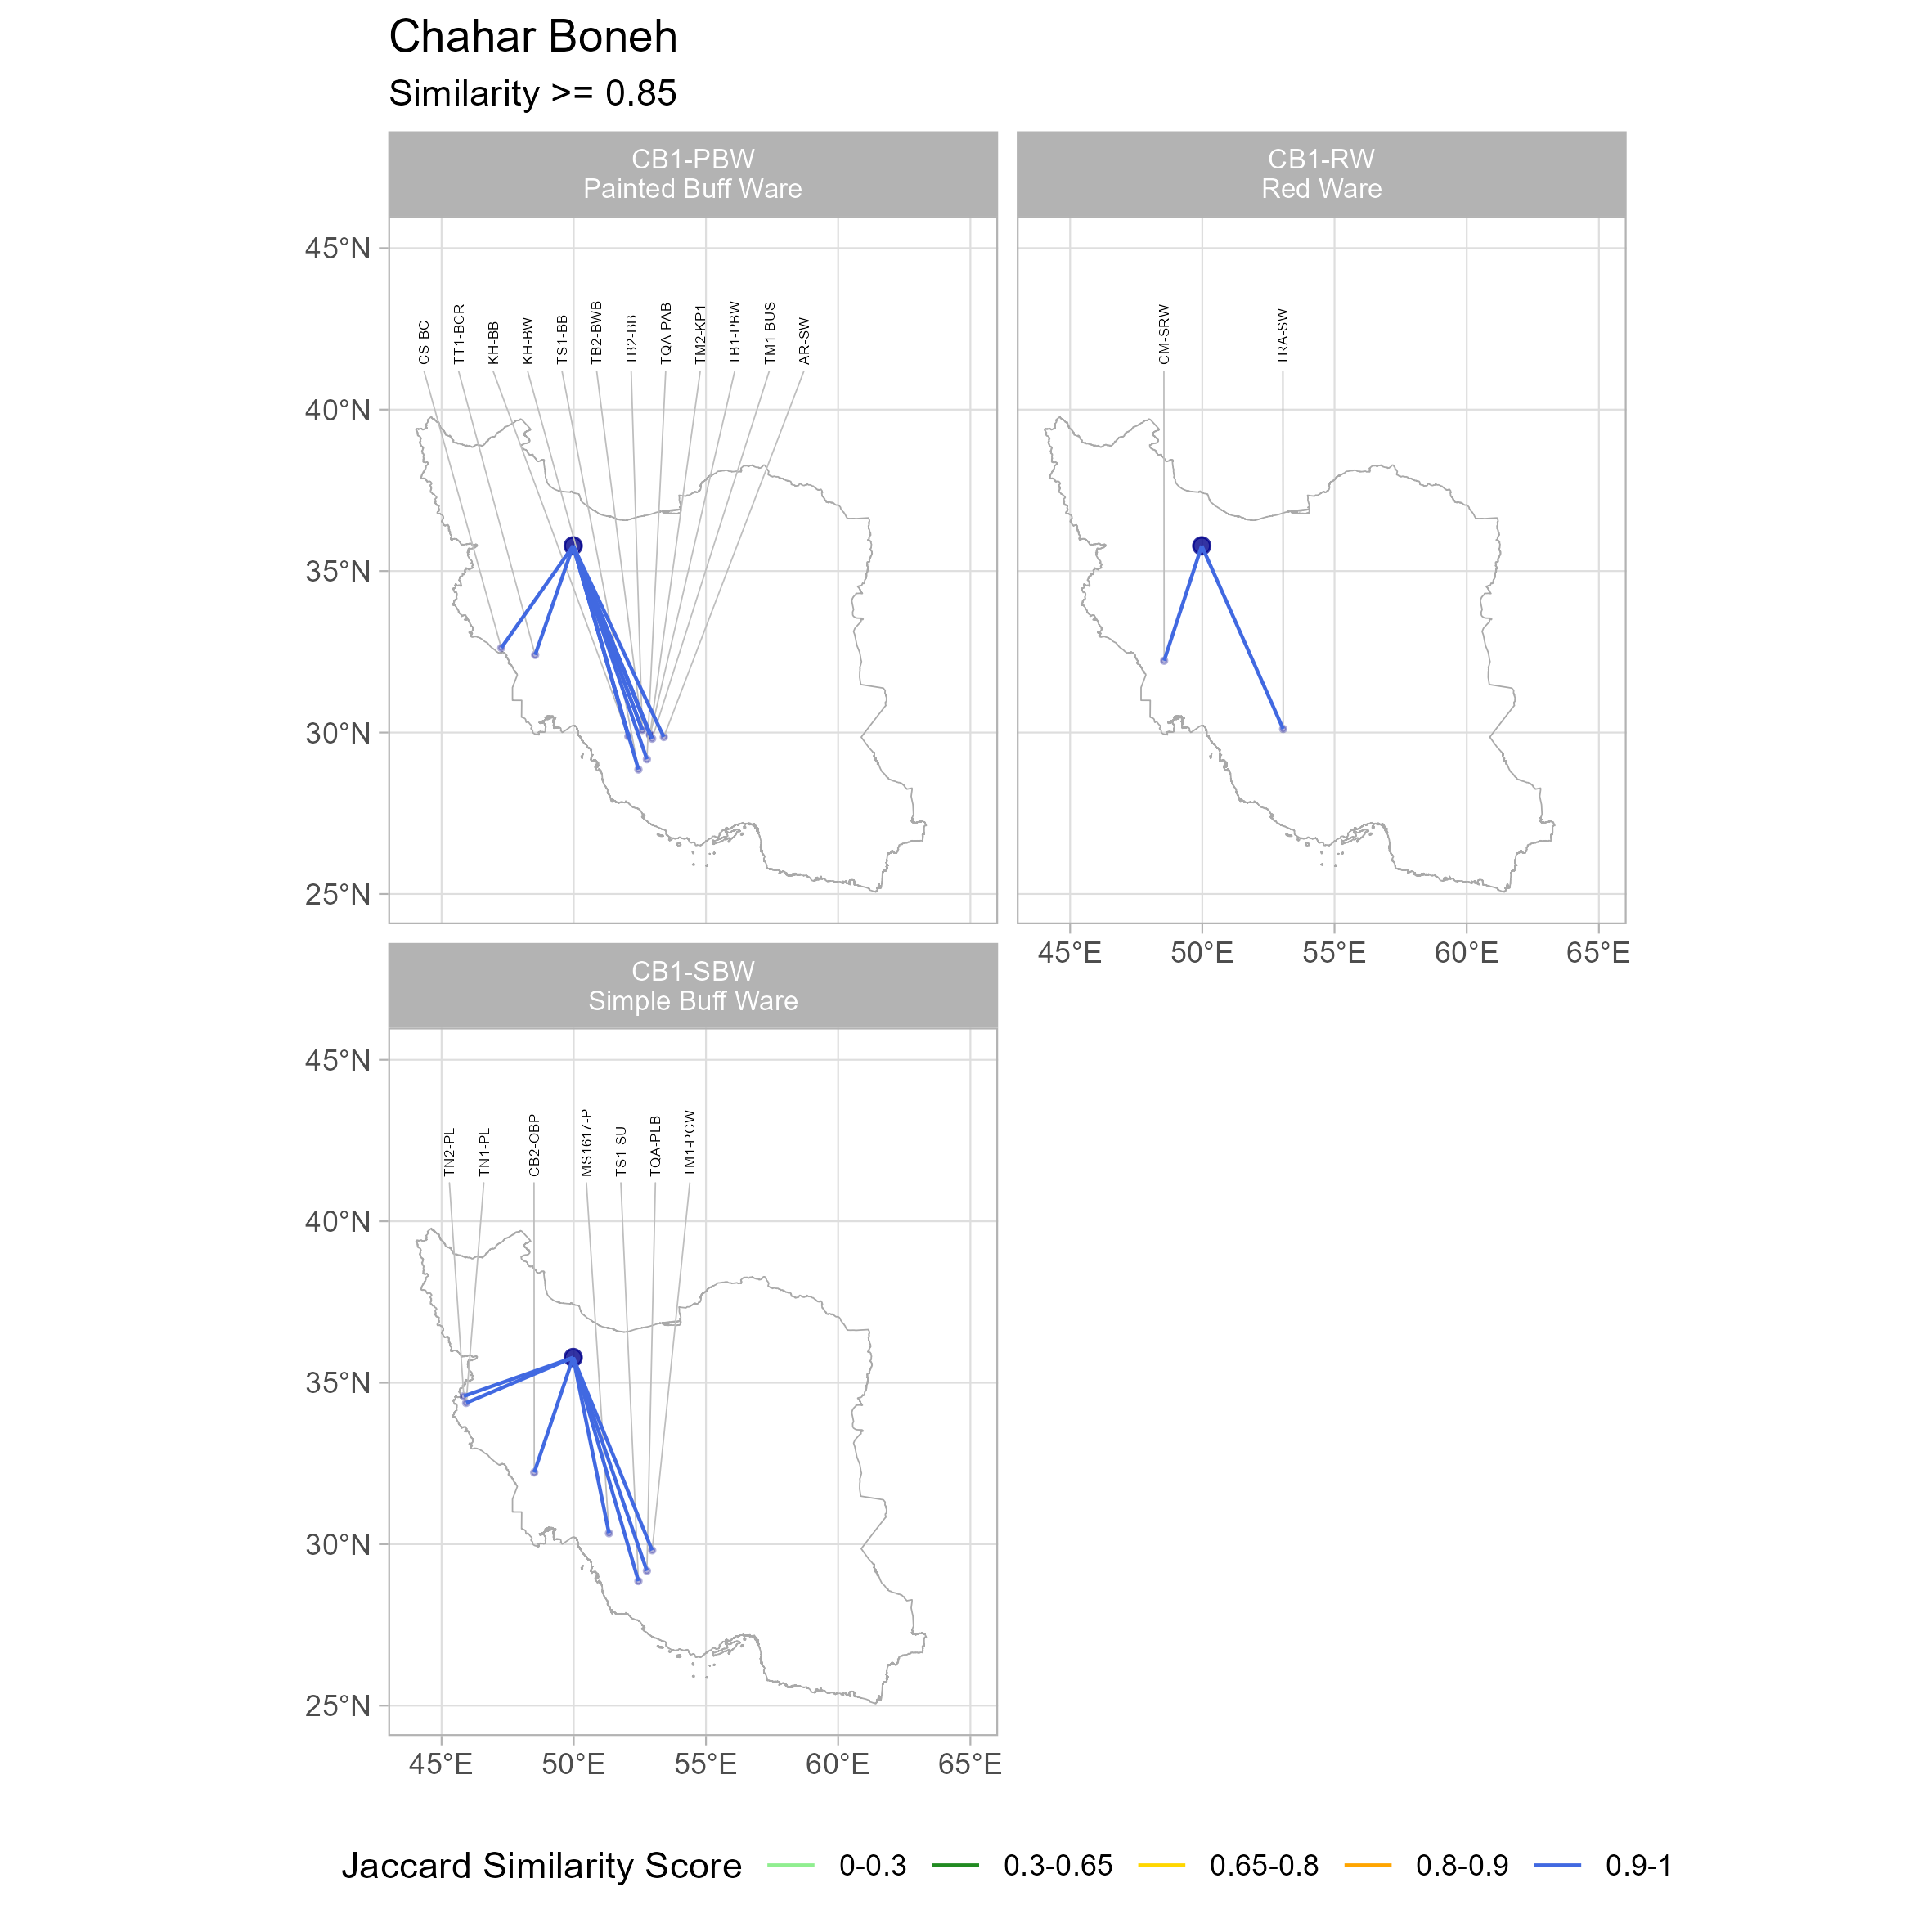 Chahar Boneh
Similarity >= 0.85
CB1-PBW
Painted Buff Ware
CB1-RW
Red Ware
45°N
40°N
35°N
30°N
25°N
CS-BC
TT1-BCR
KH-BB
KH-BW
TS1-BB
TB2-BWB
TB2-BB
TQA-PAB
TM2-KP1
TB1-PBW
TM1-BUS
AR-SW
CM-SRW
TRA-SW
45°E 50°E 55°E 60°E 65°E
CB1-SBW
Simple Buff Ware
45°N
40°N
35°N
30°N
25°N
TN2-PL
TN1-PL
CB2-OBP
MS1617-P
TS1-SU
TQA-PLB
TM1-PCW
45°E 50°E 55°E 60°E 65°E
Jaccard Similarity Score 0-0.3 0.3-0.65 0.65-0.8 0.8-0.9 0.9-1